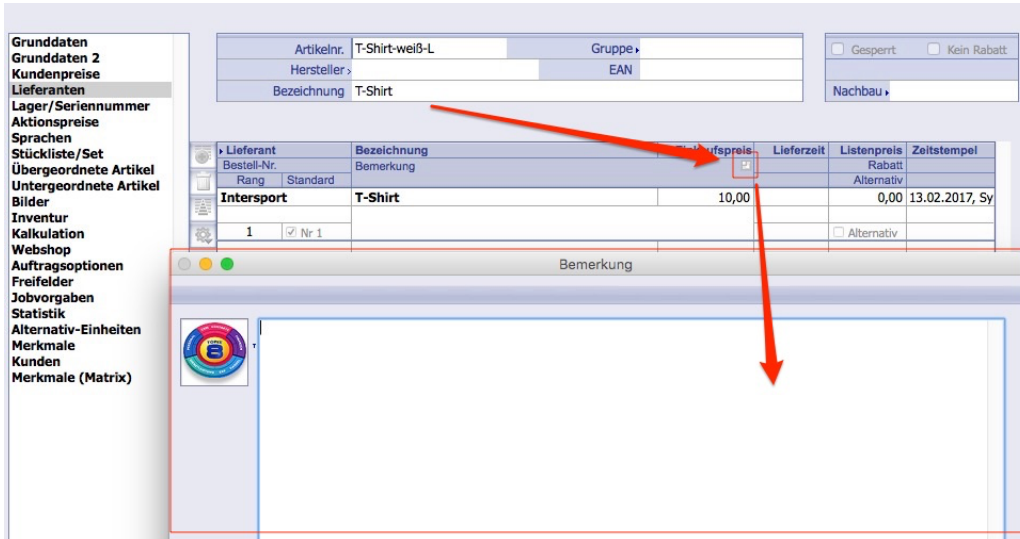 Grunddaten
Grunddaten 2
Kundenpreise
Lieferanten
Lager/Seriennummer
Aktionspreise
Sprachen
Stückliste/Set
Übergeordnete Artikel
Untergeordnete Artikel
Bilder
Inventur
Kalkulation
Webshop
Auftragsoptionen
Freifelder
Jobvorgaben
Statistik
Alternativ-Einheiten
Merkmale
Kunden
Merkmale (Matrix)
Artikelnr. T-Shirt-weiß-L Gruppe
Hersteller EAN
Bezeichnung T-Shirt
Gesperrt Kein Rabatt
Nachbau
Lieferant Bezeichnung Lieferzeit Listenpreis Zeitstempel
Bestell-Nr. Bemerkung Rabatt
Rang Standard Alternativ
Intersport T-Shirt 10,00 0,00 13.02.2017, Sy
1 Nr 1 Alternativ
Bemerkung
8
T